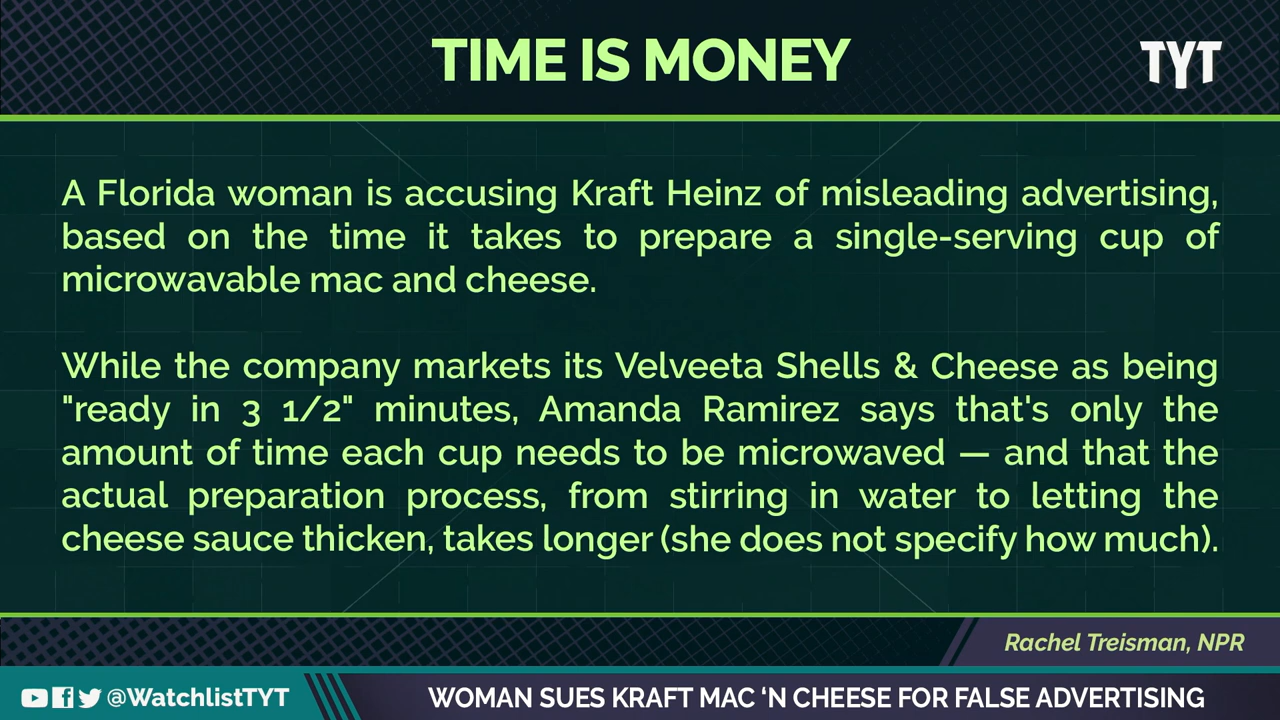 TIME IS MONEY
TYT
A Florida woman is accusing Kraft Heinz of misleading advertising,
based on the time it takes to prepare a single-serving cup of
microwavable mac and cheese.
While the company markets its Velveeta Shells & Cheese as being
"ready in 3 1/2" minutes, Amanda Ramirez says that's only the
amount of time each cup needs to be microwaved — and that the
actual preparation process, from stirring in water to letting the
cheese sauce thicken, takes longer (she does not specify how much).
Rachel Treisman, NPR
@WatchlistTYT
WOMAN SUES KRAFT MAC ‘N CHEESE FOR FALSE ADVERTISING